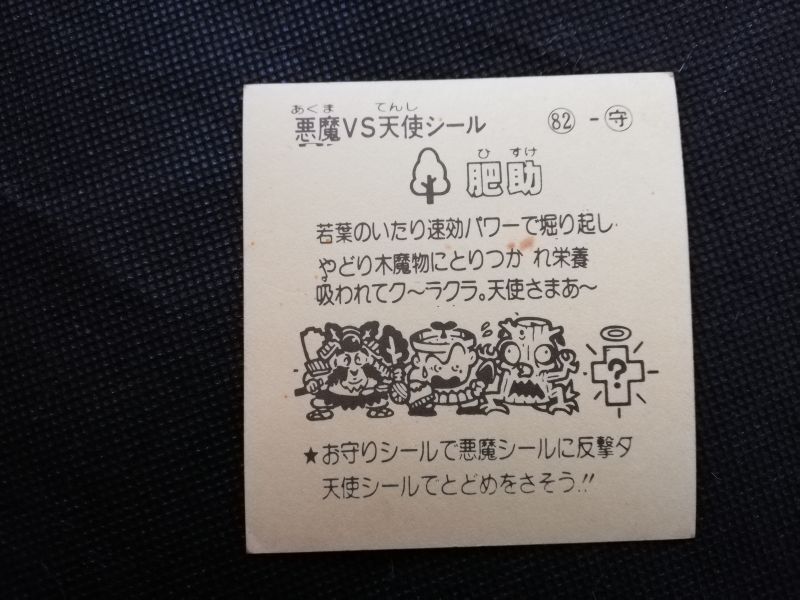 あくま てんし
悪魔VS天使シール ㊷ - 守
ひ すけ
肥助
若葉のいたり速効パワーで堀り起し
やどり木魔物にとりつか れ栄養
吸われてク〜ラクラ。天使さまあ〜
?
★お守りシールで悪魔シールに反撃ダ
天使シールでとどめをさそう!!